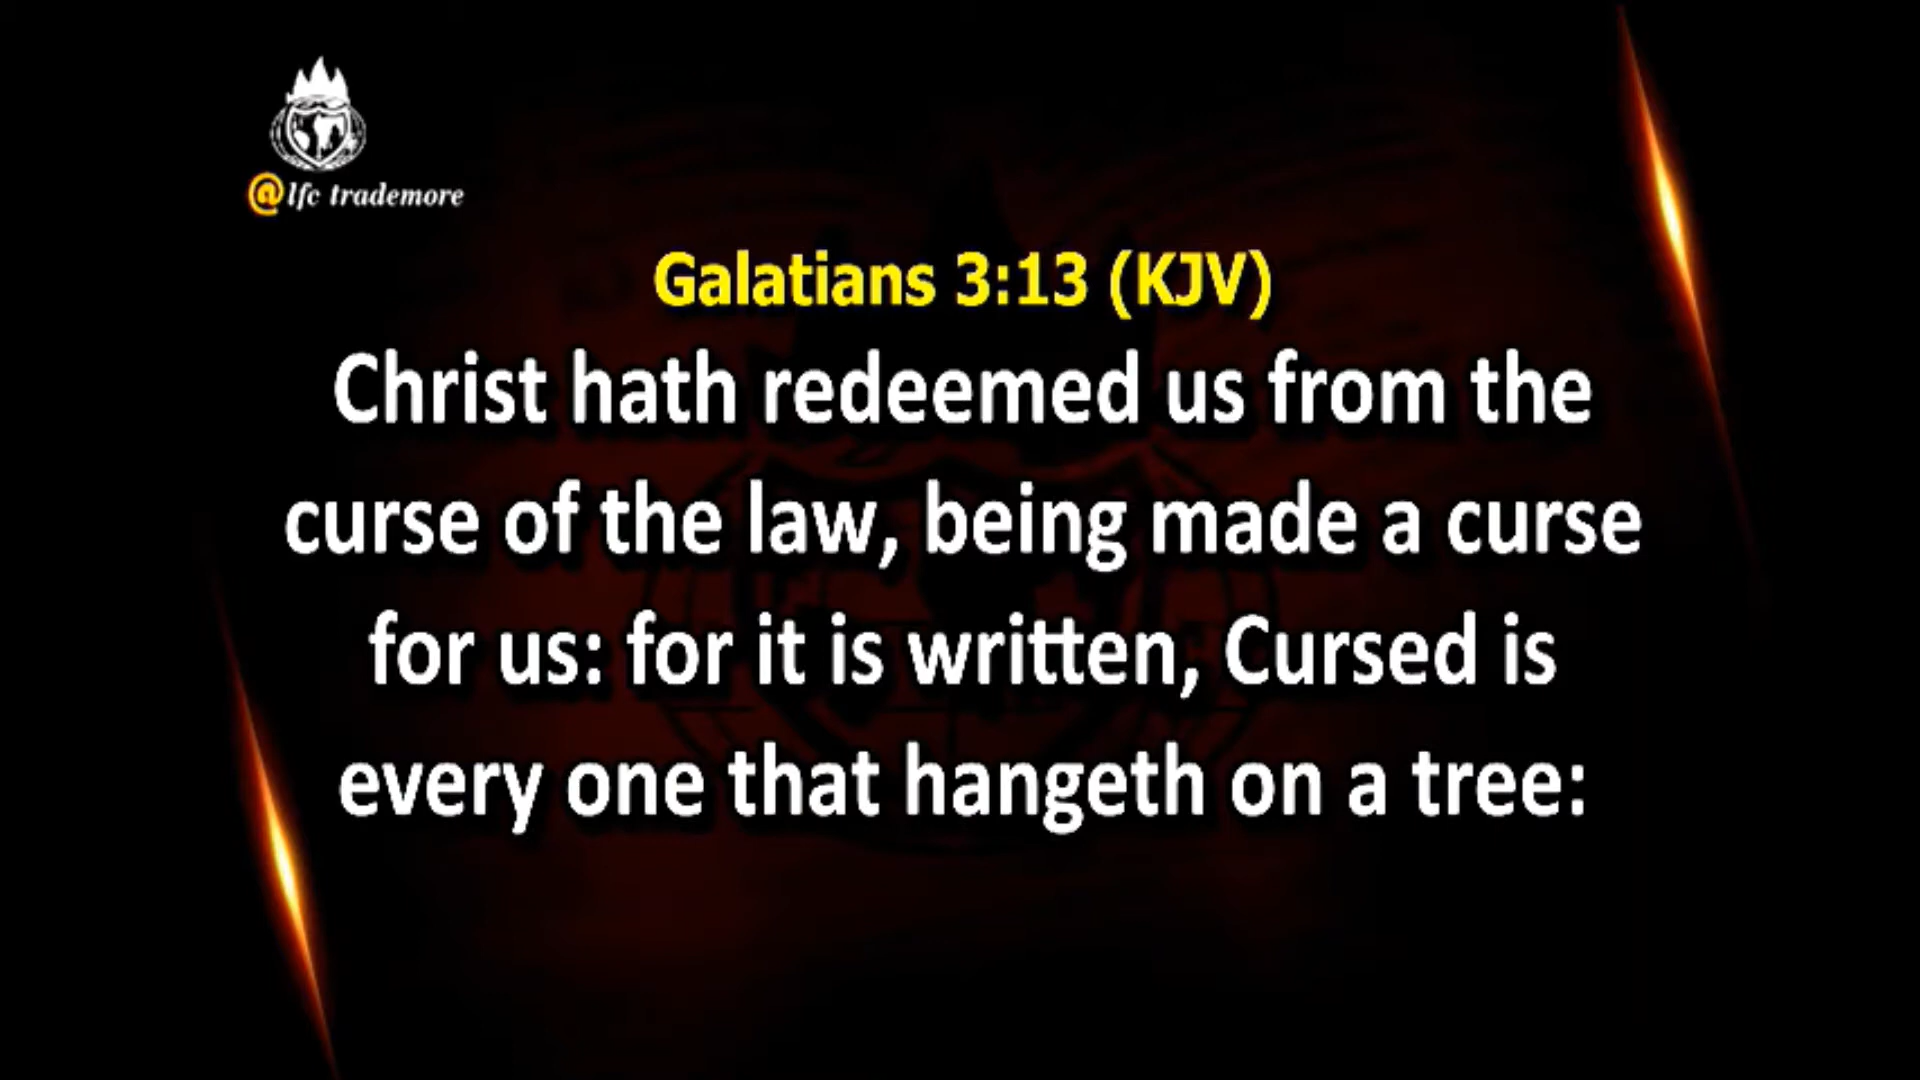 @lfc trademore
Galatians 3:13 (KJV)
Christ hath redeemed us from the
curse of the law, being made a curse
for us: for it is written, Cursed is
every one that hangeth on a tree: